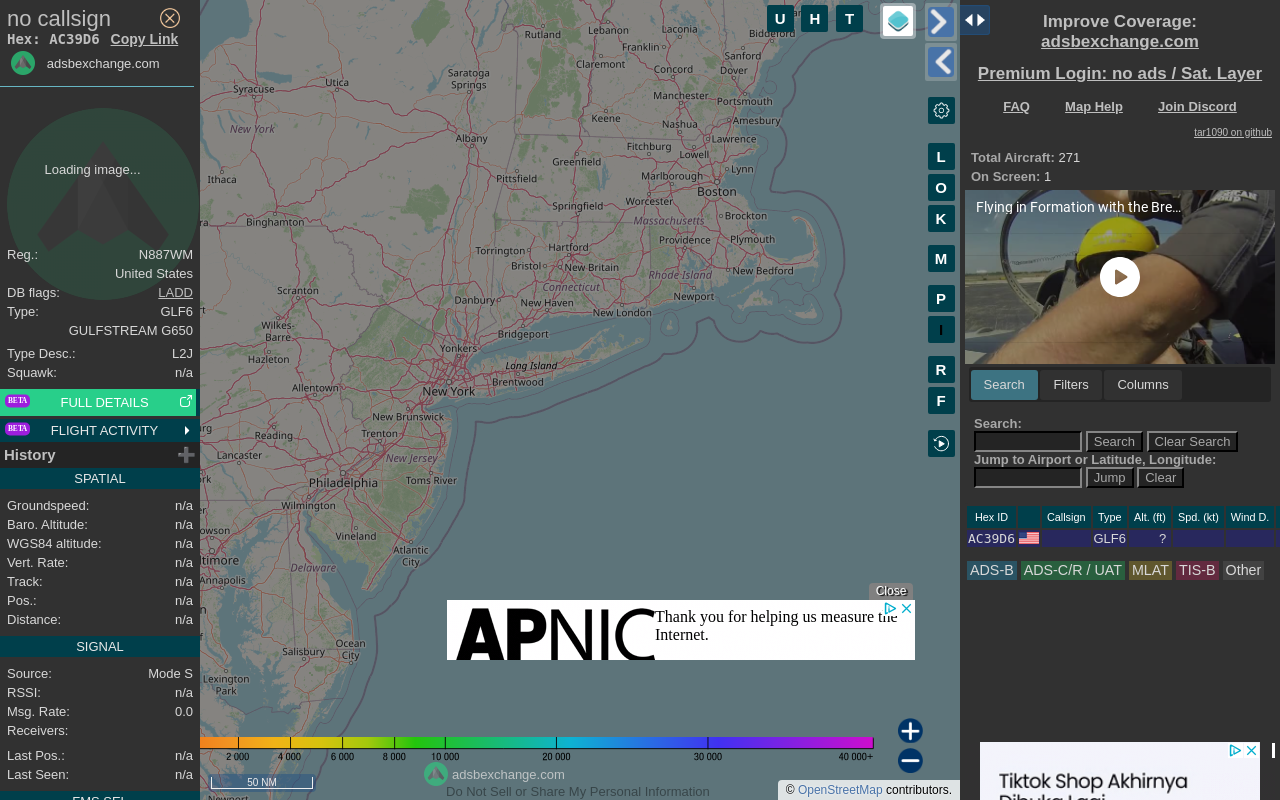 no callsign
Hex: AC39D6 Copy Link
adsbexchange.com
Loading image...
Reg.: N887WM
United States
DB flags: LADD
Type: GLF6
GULFSTREAM G650
Type Desc.: L2J
Squawk: n/a
BETA FULL DETAILS
BETA FLIGHT ACTIVITY
History
SPATIAL
Groundspeed: n/a
Baro. Altitude: n/a
WGS84 altitude: n/a
Vert. Rate: n/a
Track: n/a
Pos.: n/a
Distance: n/a
SIGNAL
Source: Mode S
RSSI: n/a
Msg. Rate: 0.0
Receivers:
Last Pos.: n/a
Last Seen: n/a
U H T
L
O
K
M
P
I
R
F
Rutland
Lebanon
Laconia
Franklin
Biddeford
Claremont
Sanford
Concord
Dover
Saratoga
Springs
Utica
Syracuse
Manchester
Portsmouth
Keene
Amesbury
New York
Nashua
Albany
Lawrence
Fitchburg
Greenfield
Lowell
Lynn
Ithaca
Pittsfield
Marlborough
Boston
Worcester
Springfield
Brockton
Binghamton
Massachusetts
Providence
Plymouth
Torrington
Hartford
Bristol
New Britain
New Bedford
Rhode Island
Connecticut
Scranton
Danbury
New Haven
Newport
New London
Wilkes-
Barre
Bridgeport
Yonkers
Hazleton
Long Island
Brentwood
Allentown
New York
New Brunswick
Reading
Trenton
Lancaster
New Jersey
Philadelphia
Toms River
Wilmington
Vineland
Atlantic
City
Annapolis
Delaware
Ocean
City
Salisbury
Lexington
Park
Close
APNIC
Thank you for helping us measure the
Internet.
2 000 4 000 6 000 8 000 10 000 20 000 30 000 40 000+
50 NM
adsbexchange.com
Do Not Sell or Share My Personal Information
© OpenStreetMap contributors.
Improve Coverage:
adsbexchange.com
Premium Login: no ads / Sat. Layer
FAQ Map Help Join Discord
tar1090 on github
Total Aircraft: 271
On Screen: 1
Flying in Formation with the Bre...
Search Filters Columns
Search:
Search Clear Search
Jump to Airport or Latitude, Longitude:
Jump Clear
Hex ID Callsign Type Alt. (ft) Spd. (kt) Wind D.
AC39D6 GLF6 ?
ADS-B ADS-C/R / UAT MLAT TIS-B Other
Tiktok Shop Akhirnya